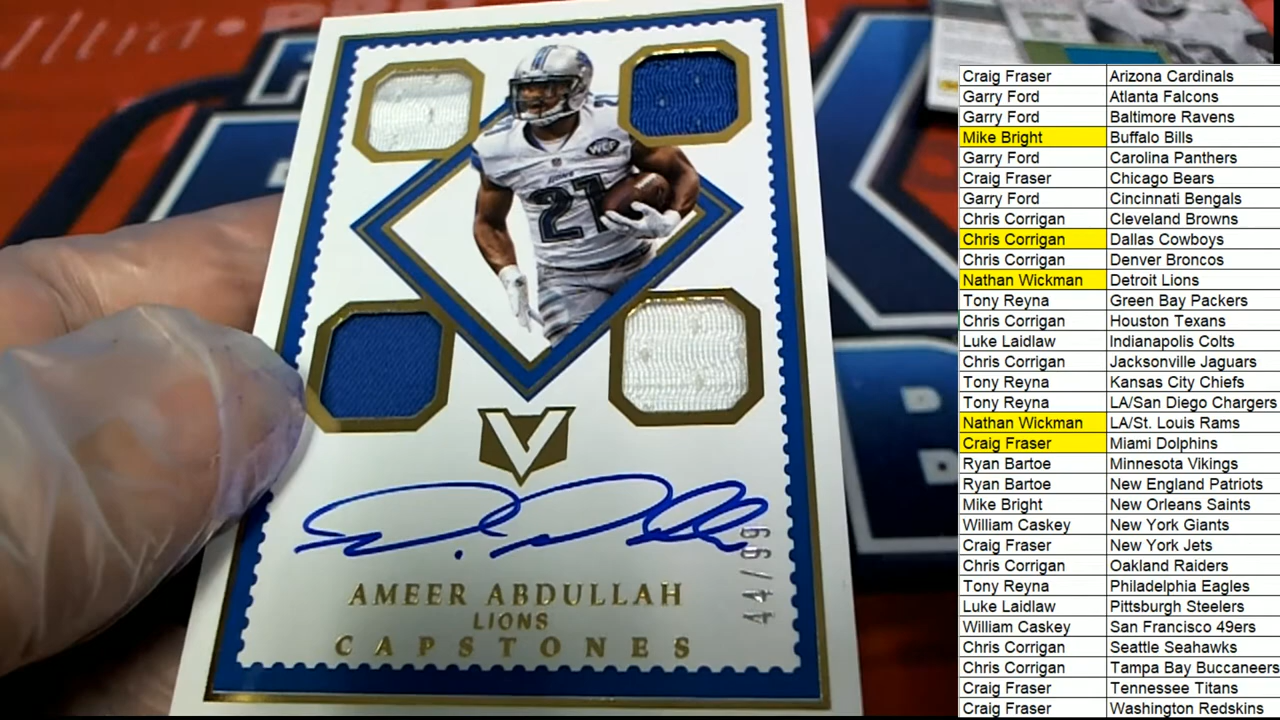 21
WCF
LIONS
21
V
AMEER ABDULLAH
LIONS
CAPSTONES
44/99
Craig Fraser Arizona Cardinals
Garry Ford Atlanta Falcons
Garry Ford Baltimore Ravens
Mike Bright Buffalo Bills
Garry Ford Carolina Panthers
Craig Fraser Chicago Bears
Garry Ford Cincinnati Bengals
Chris Corrigan Cleveland Browns
Chris Corrigan Dallas Cowboys
Chris Corrigan Denver Broncos
Nathan Wickman Detroit Lions
Tony Reyna Green Bay Packers
Chris Corrigan Houston Texans
Luke Laidlaw Indianapolis Colts
Chris Corrigan Jacksonville Jaguars
Tony Reyna Kansas City Chiefs
Tony Reyna LA/San Diego Chargers
Nathan Wickman LA/St. Louis Rams
Craig Fraser Miami Dolphins
Ryan Bartoe Minnesota Vikings
Ryan Bartoe New England Patriots
Mike Bright New Orleans Saints
William Caskey New York Giants
Craig Fraser New York Jets
Chris Corrigan Oakland Raiders
Tony Reyna Philadelphia Eagles
Luke Laidlaw Pittsburgh Steelers
William Caskey San Francisco 49ers
Chris Corrigan Seattle Seahawks
Chris Corrigan Tampa Bay Buccaneers
Craig Fraser Tennessee Titans
Craig Fraser Washington Redskins